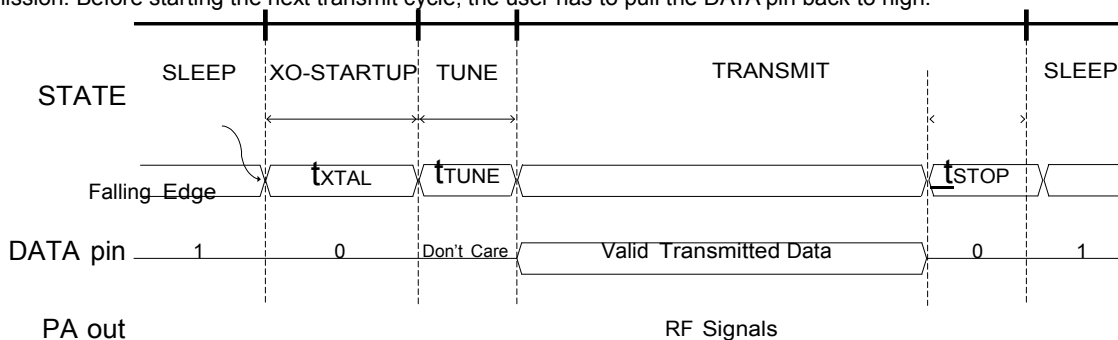 mission. Before starting the next transmit cycle, the user has to pull the DATA pin back to high.
SLEEP XO-STARTUP TUNE TRANSMIT SLEEP
STATE
tXTAL tTUNE tSTOP
Falling Edge
DATA pin 1 0 Don't Care Valid Transmitted Data 0 1
PA out RF Signals